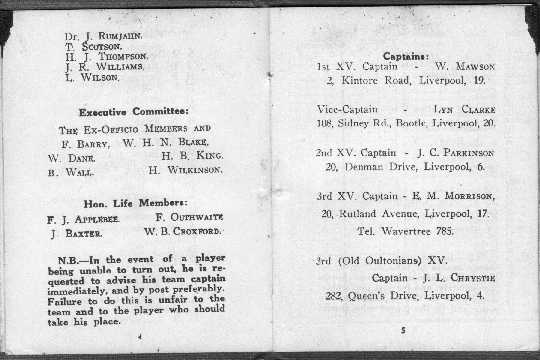 Dr. J. Rumjahn.
T. Scotson.
H. J. Thompson.
J. R. Williams.
L. Wilson.
Executive Committee:
The Ex-Officio Members and
F. Barry, W. H. N. Blake,
W. Dane. H. B. King.
B. Wall. H. Wilkinson.
Hon. Life Members:
F. J. Applebee. F. Outhwaite
J. Baxter. W. B. Croxford.
N.B.—In the event of a player
being unable to turn out, he is re-
quested to advise his team captain
immediately, and by post preferably.
Failure to do this is unfair to the
team and to the player who should
take his place.
4
Captains:
1st XV. Captain - W. Mawson
2, Kintore Road, Liverpool, 19.
Vice-Captain - Lyn Clarke
108, Sidney Rd., Bootle, Liverpool, 20.
2nd XV. Captain - J. C. Parkinson
20, Denman Drive, Liverpool, 6.
3rd XV. Captain - E. M. Morrison,
20, Rutland Avenue, Liverpool, 17.
Tel. Wavertree 785.
3rd (Old Oultonians) XV.
Captain - J. L. Chrystie
282, Queen's Drive, Liverpool, 4.
5